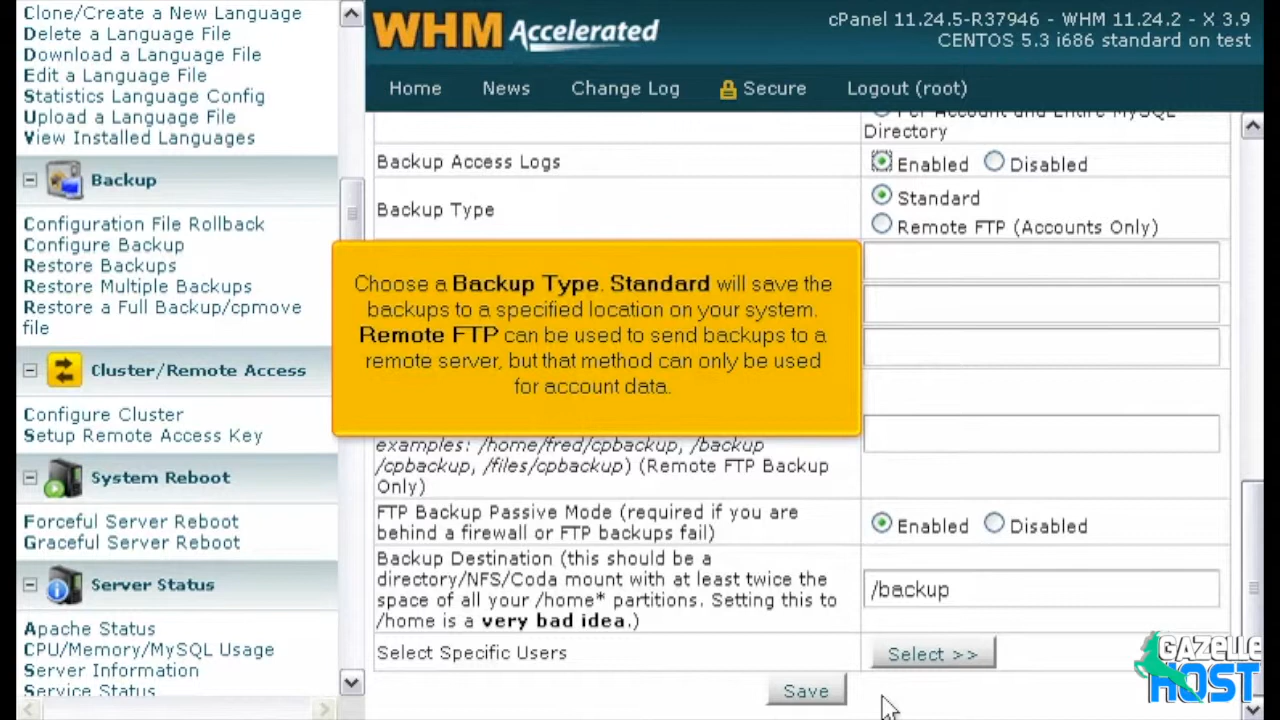 Clone/Create a New Language
Delete a Language File
Download a Language File
Edit a Language File
Statistics Language Config
Upload a Language File
View Installed Languages
Backup
Configuration File Rollback
Configure Backup
Restore Backups
Restore Multiple Backups
Restore a Full Backup/cpmove
file
Cluster/Remote Access
Configure Cluster
Setup Remote Access Key
System Reboot
Forceful Server Reboot
Graceful Server Reboot
Server Status
Apache Status
CPU/Memory/MySQL Usage
Server Information
Service Status
WHM Accelerated
cPanel 11.24.5-R37946 - WHM 11.24.2 - X 3.9
CENTOS 5.3 i686 standard on test
Home News Change Log Secure Logout (root)
Per Account and Entire MySQL
Directory
Backup Access Logs
Enabled Disabled
Backup Type
Standard
Remote FTP (Accounts Only)
Choose a Backup Type. Standard will save the
backups to a specified location on your system.
Remote FTP can be used to send backups to a
remote server, but that method can only be used
for account data.
examples: /home/fred/cpbackup, /backup
/cpbackup, /files/cpbackup) (Remote FTP Backup
Only)
FTP Backup Passive Mode (required if you are
behind a firewall or FTP backups fail)
Enabled Disabled
Backup Destination (this should be a
directory/NFS/Coda mount with at least twice the
space of all your /home* partitions. Setting this to
/home is a very bad idea.)
/backup
Select Specific Users
Select >>
Save
GAZELLE
HOST